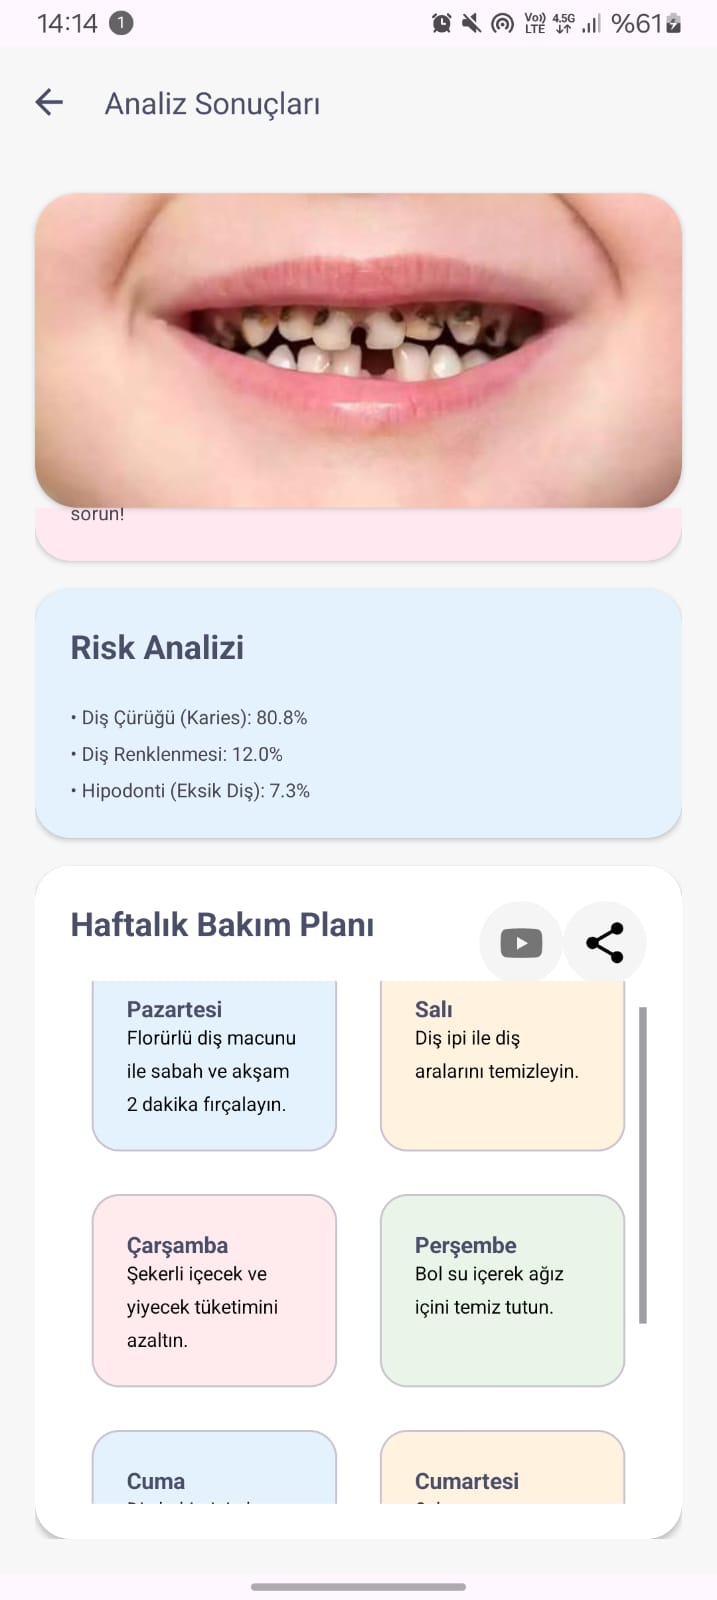 14:14 1 Vo)) LTE 4.5G %61
Analiz Sonuçları
sorun!
Risk Analizi
• Diş Çürüğü (Karies): 80.8%
• Diş Renklenmesi: 12.0%
• Hipodonti (Eksik Diş): 7.3%
Haftalık Bakım Planı
Pazartesi
Florürlü diş macunu
ile sabah ve akşam
2 dakika fırçalayın.
Salı
Diş ipi ile diş
aralarını temizleyin.
Çarşamba
Şekerli içecek ve
yiyecek tüketimini
azaltın.
Perşembe
Bol su içerek ağız
içini temiz tutun.
Cuma
Cumartesi